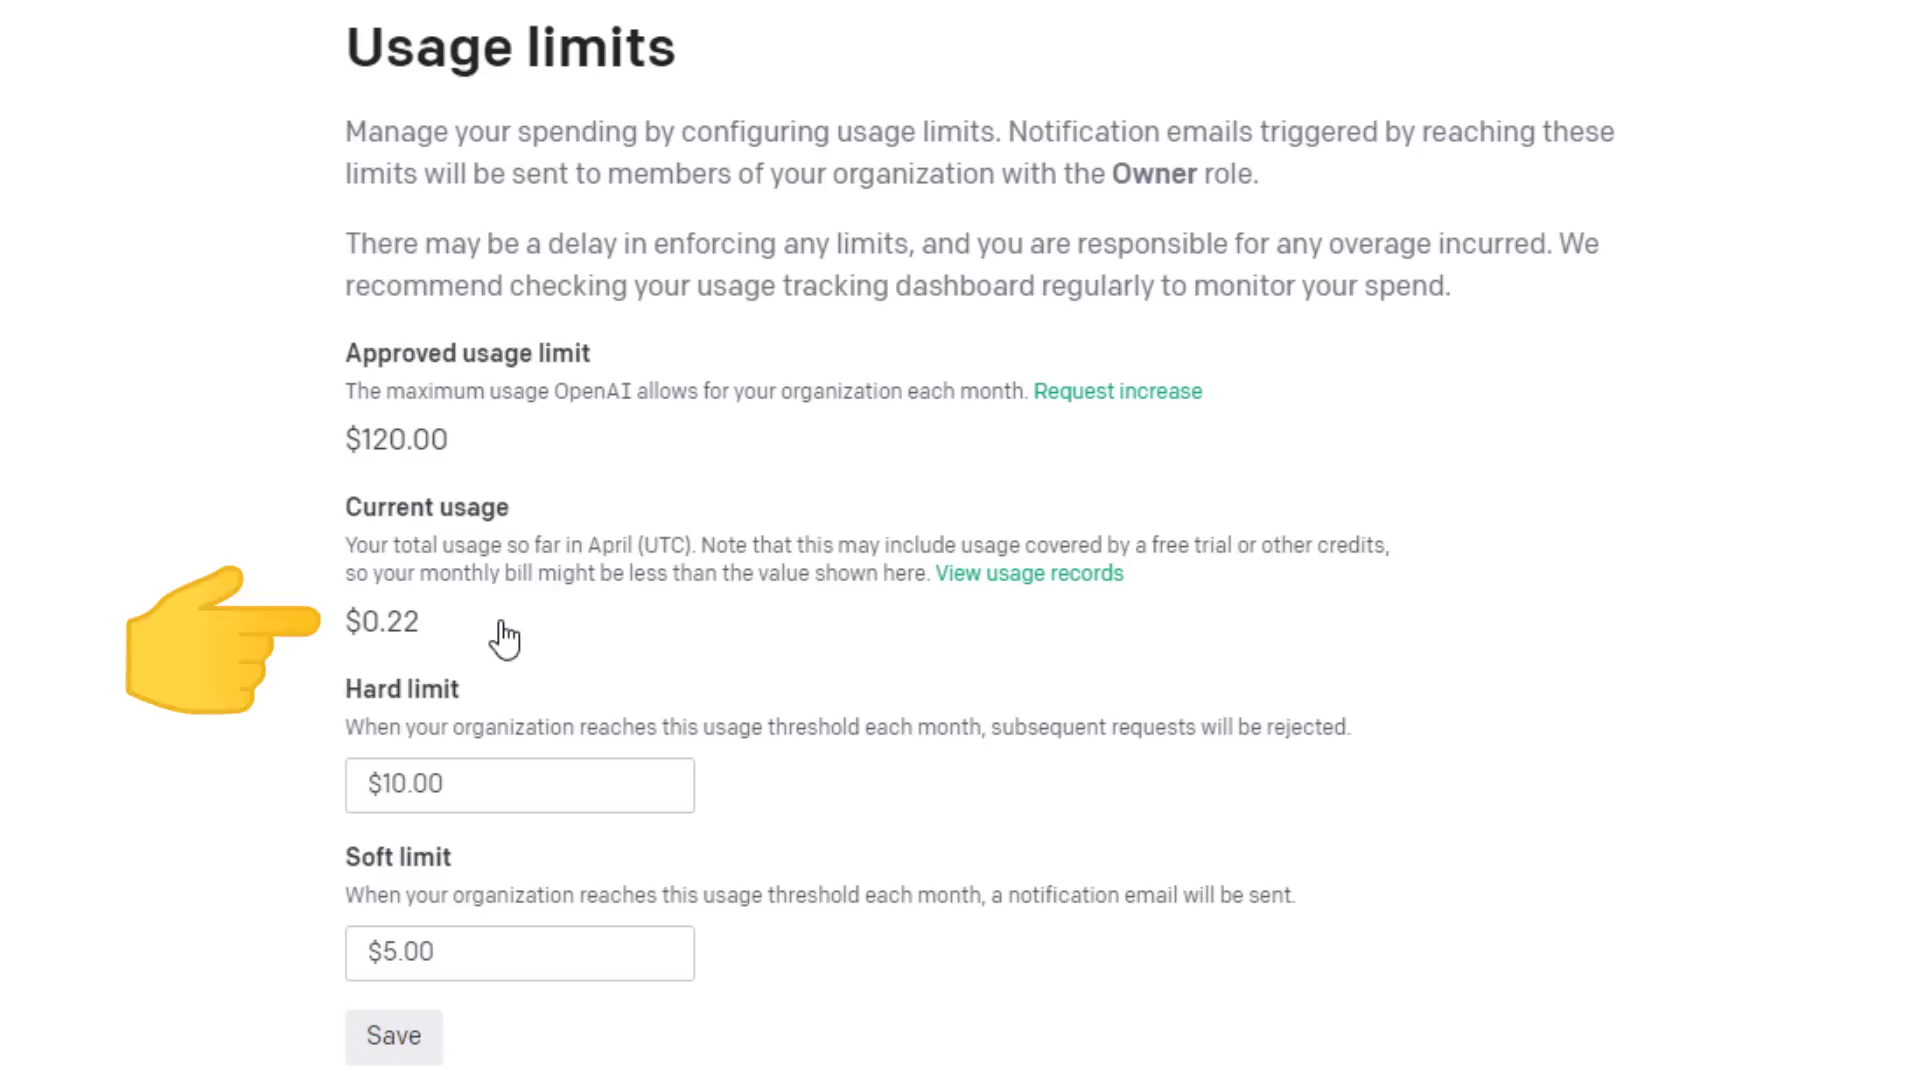 Usage limits
Manage your spending by configuring usage limits. Notification emails triggered by reaching these
limits will be sent to members of your organization with the Owner role.
There may be a delay in enforcing any limits, and you are responsible for any overage incurred. We
recommend checking your usage tracking dashboard regularly to monitor your spend.
Approved usage limit
The maximum usage OpenAI allows for your organization each month. Request increase
$120.00
Current usage
Your total usage so far in April (UTC). Note that this may include usage covered by a free trial or other credits,
so your monthly bill might be less than the value shown here. View usage records
$0.22
Hard limit
When your organization reaches this usage threshold each month, subsequent requests will be rejected.
$10.00
Soft limit
When your organization reaches this usage threshold each month, a notification email will be sent.
$5.00
Save